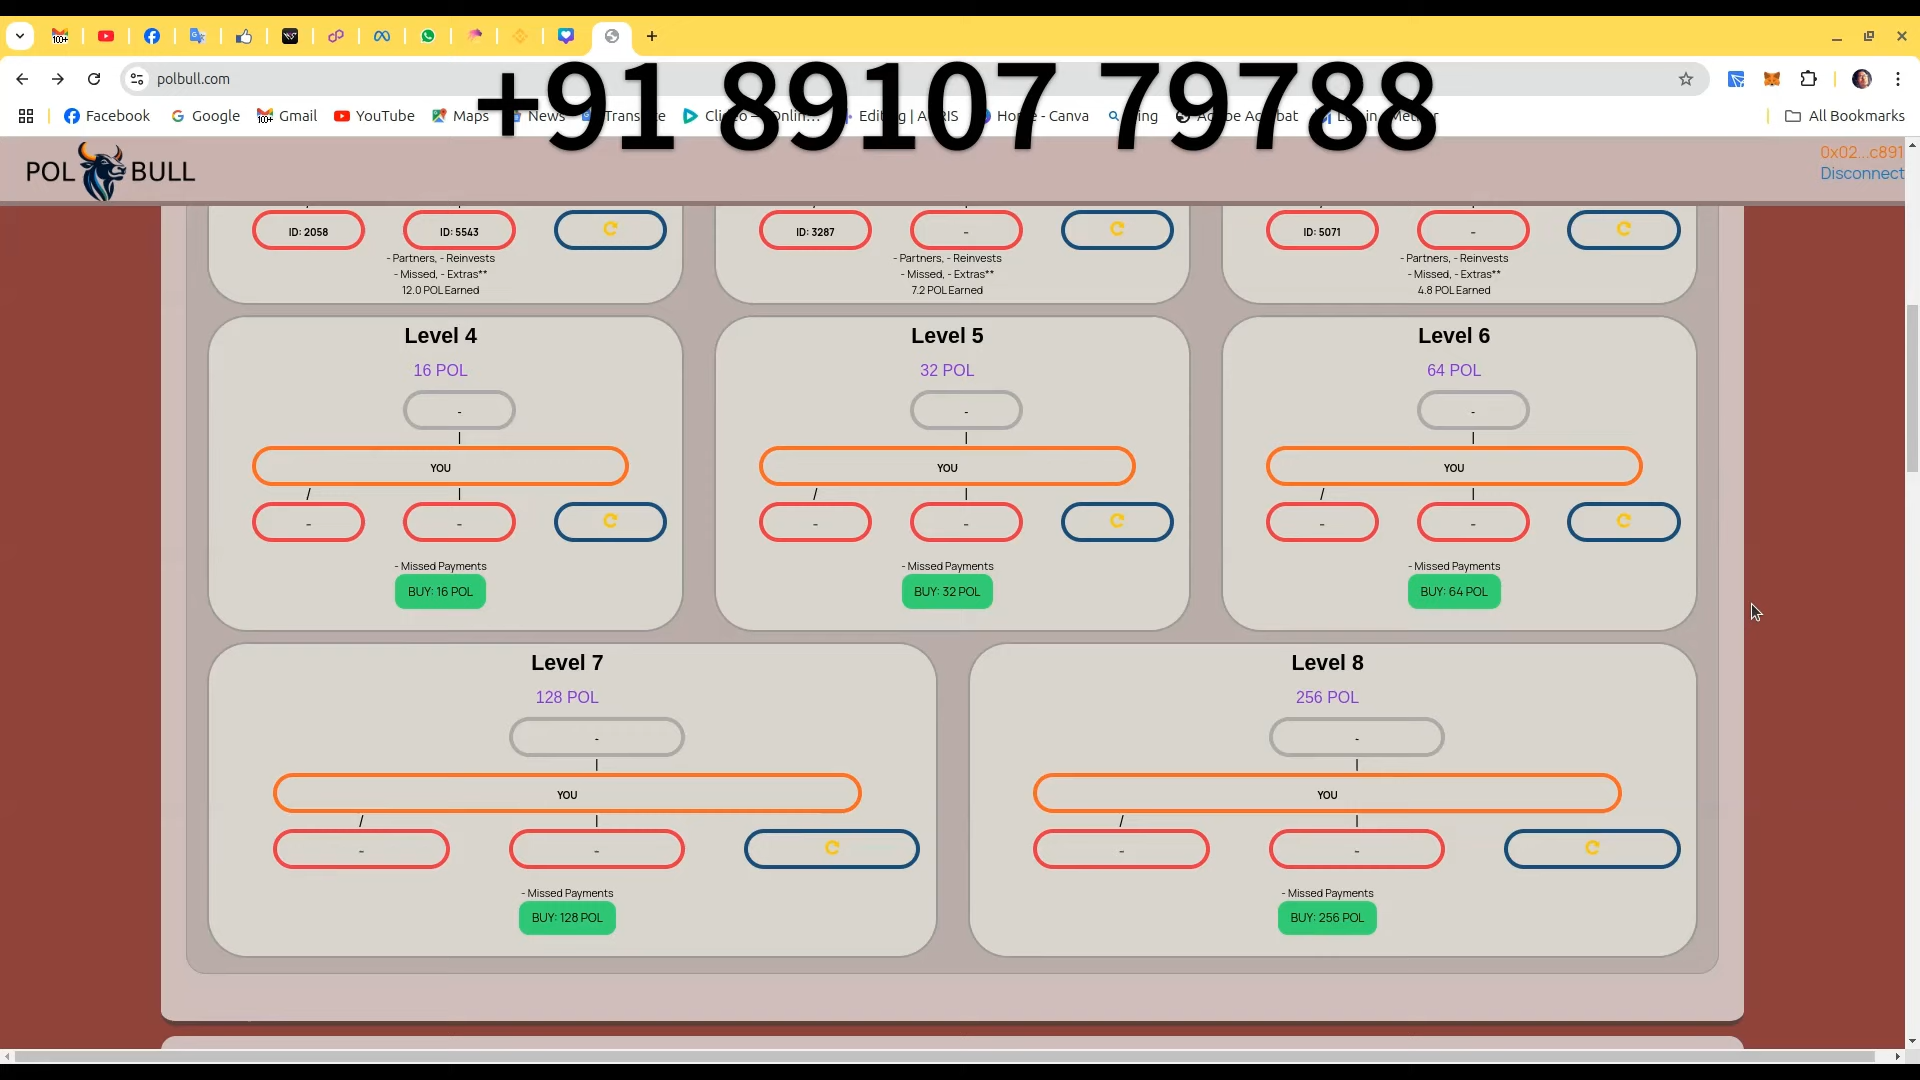 100+
polbull.com
+91 89107 79788
Facebook
Google
Gmail
YouTube
Maps
News
Home - Canva
All Bookmarks
POL BULL
0x02...c891
Disconnect
ID: 2058
ID: 5543
ID: 3287
-
ID: 5071
-
- Partners, - Reinvests
- Missed, - Extras**
12.0 POL Earned
- Partners, - Reinvests
- Missed, - Extras**
7.2 POL Earned
- Partners, - Reinvests
- Missed, - Extras**
4.8 POL Earned
Level 4
16 POL
-
|
YOU
/ |
- -
- Missed Payments
BUY: 16 POL
Level 5
32 POL
-
|
YOU
/ |
- -
- Missed Payments
BUY: 32 POL
Level 6
64 POL
-
|
YOU
/ |
- -
- Missed Payments
BUY: 64 POL
Level 7
128 POL
-
|
YOU
/ |
- -
- Missed Payments
BUY: 128 POL
Level 8
256 POL
-
|
YOU
/ |
- -
- Missed Payments
BUY: 256 POL